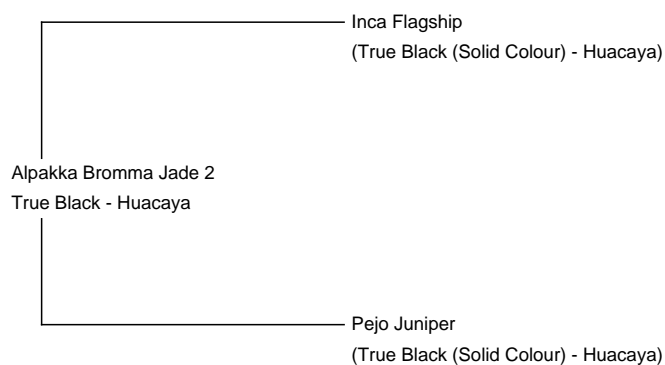 Inca Flagship
(True Black (Solid Colour) - Huacaya)
Alpakka Bromma Jade 2
True Black - Huacaya
Pejo Juniper
(True Black (Solid Colour) - Huacaya)